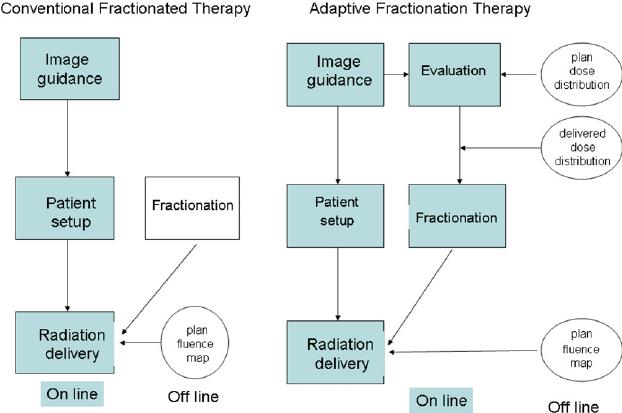 Conventional Fractionated Therapy
Image
guidance
Patient
setup
Fractionation
Radiation
delivery
plan
fluence
map
On line
Off line
Adaptive Fractionation Therapy
Image
guidance
Evaluation
plan
dose
distribution
delivered
dose
distribution
Patient
setup
Fractionation
Radiation
delivery
plan
fluence
map
On line
Off line